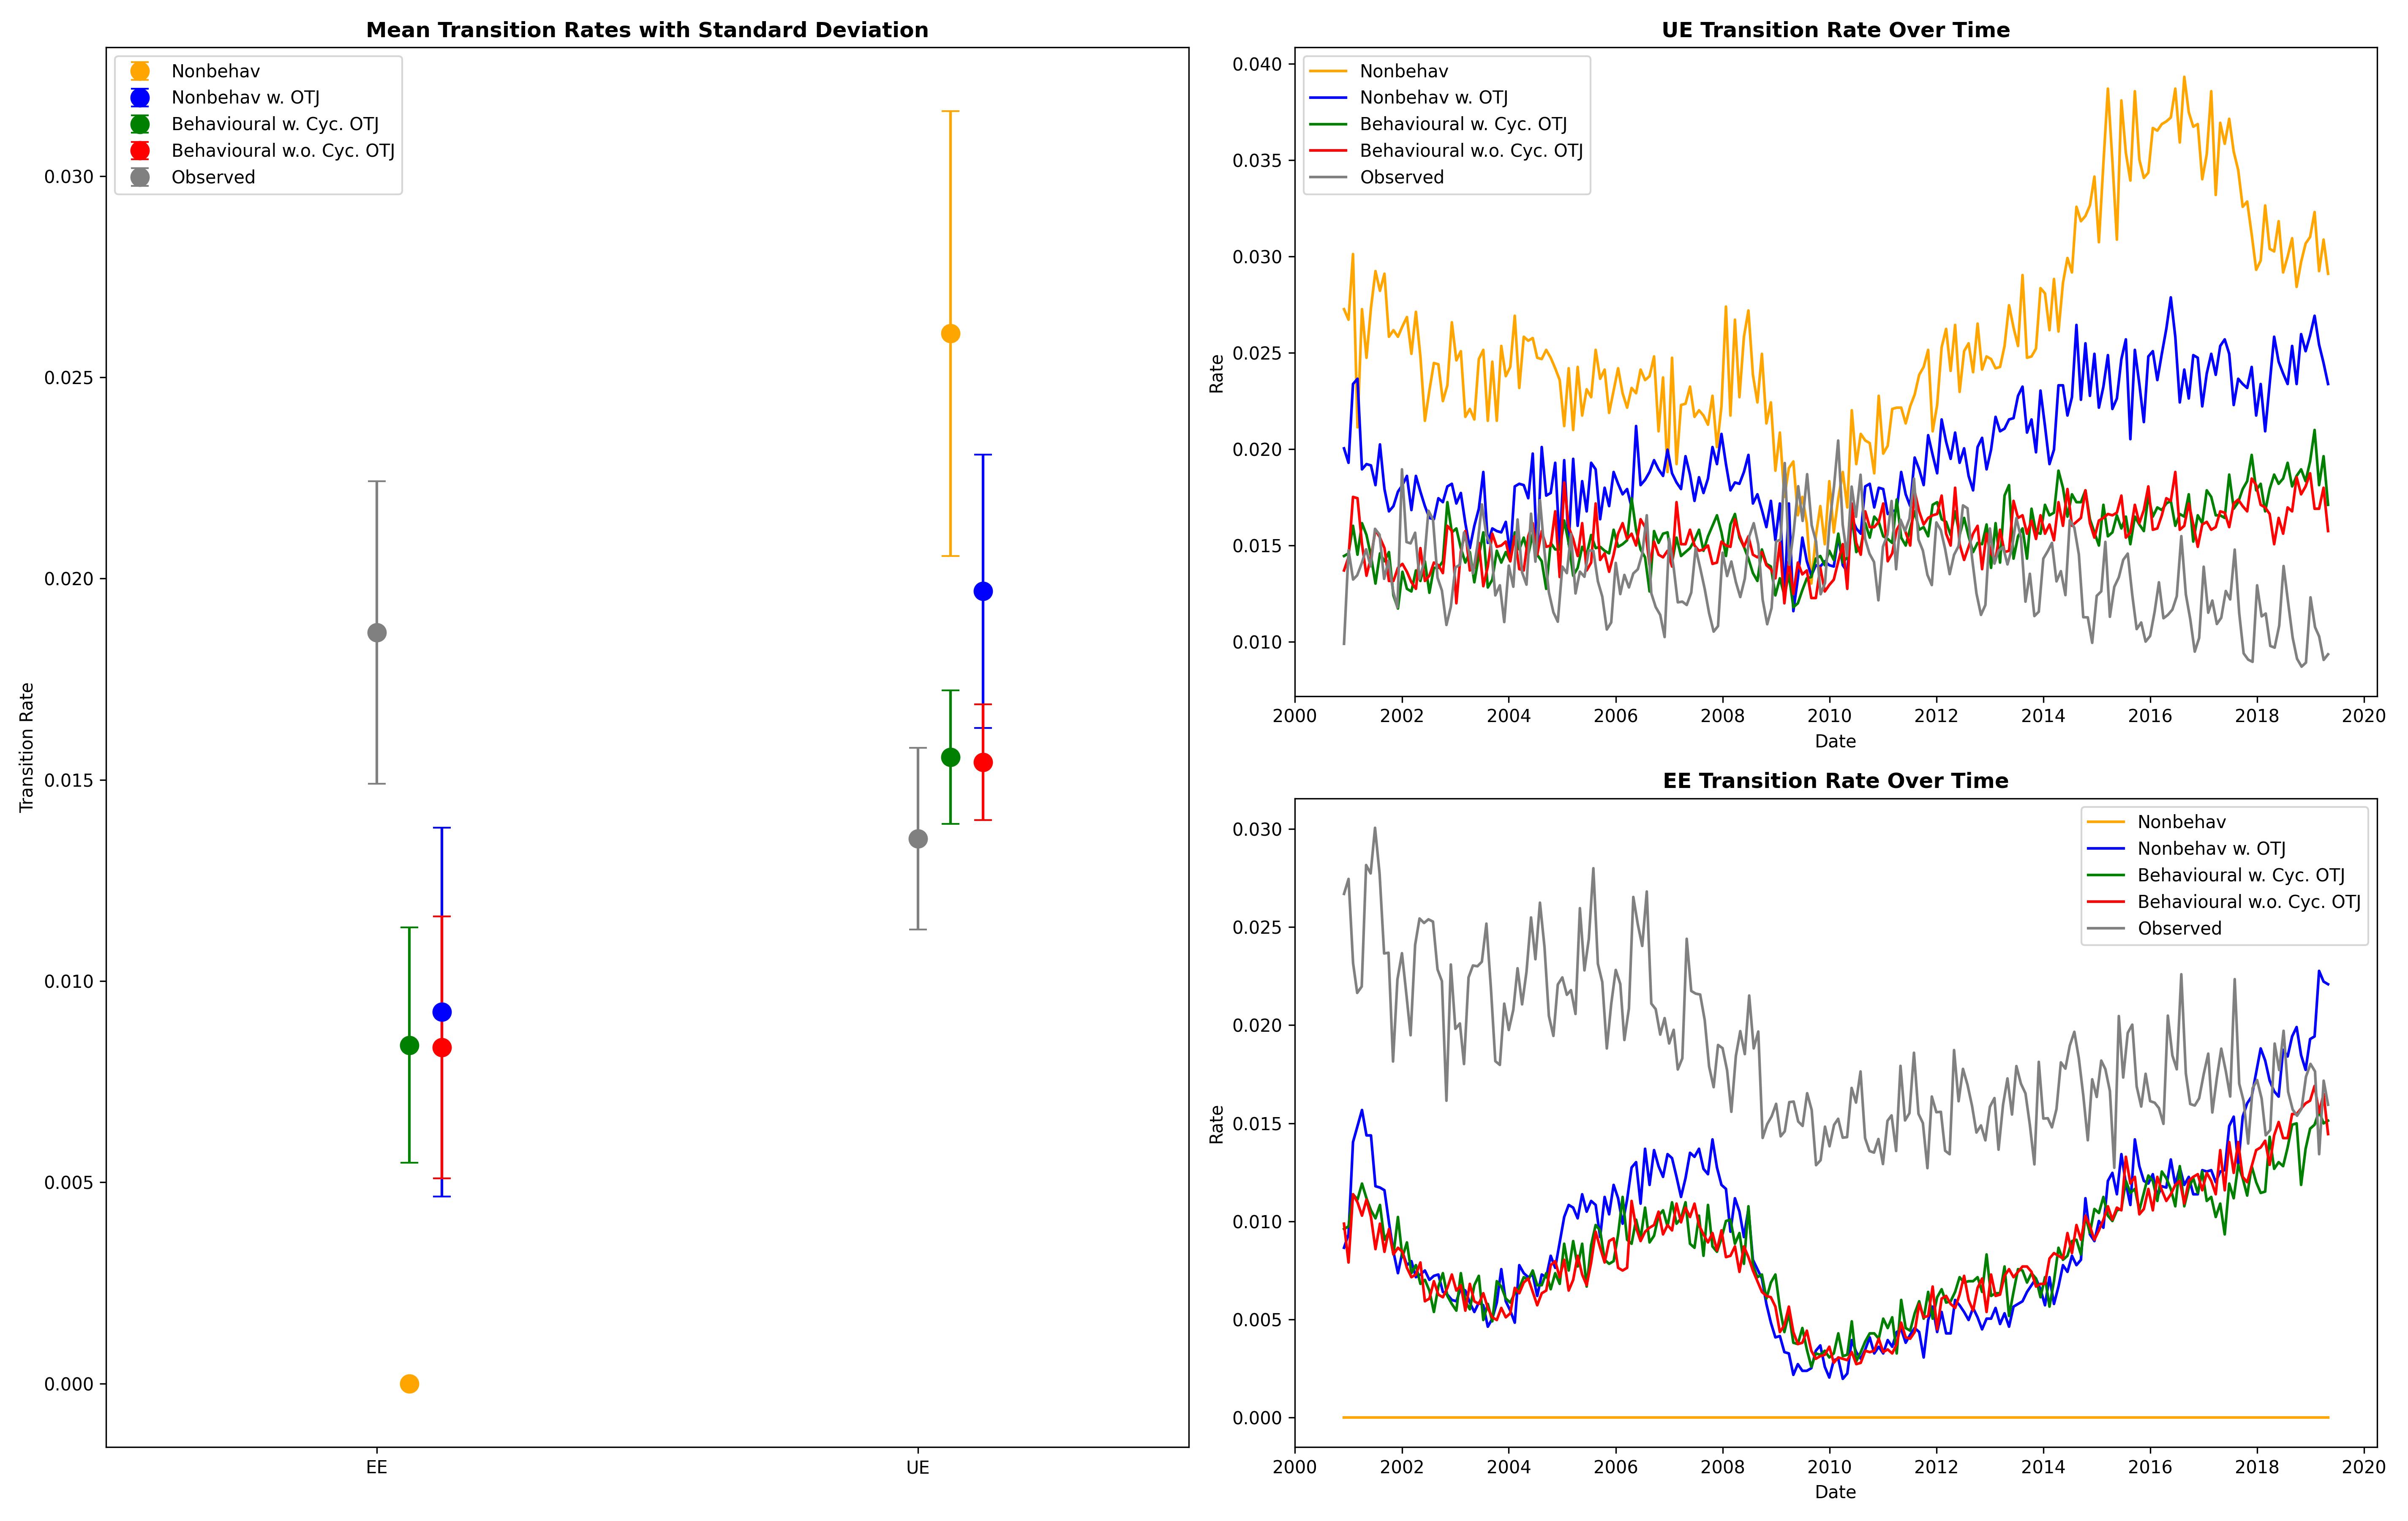 Mean Transition Rates with Standard Deviation
Nonbehav
Nonbehav w. OTJ
Behavioural w. Cyc. OTJ
Behavioural w.o. Cyc. OTJ
Observed
Transition Rate
0.030
0.025
0.020
0.015
0.010
0.005
0.000
EE
UE
UE Transition Rate Over Time
Nonbehav
Nonbehav w. OTJ
Behavioural w. Cyc. OTJ
Behavioural w.o. Cyc. OTJ
Observed
Rate
0.040
0.035
0.030
0.025
0.020
0.015
0.010
2000 2002 2004 2006 2008 2010 2012 2014 2016 2018 2020
Date
EE Transition Rate Over Time
Nonbehav
Nonbehav w. OTJ
Behavioural w. Cyc. OTJ
Behavioural w.o. Cyc. OTJ
Observed
Rate
0.030
0.025
0.020
0.015
0.010
0.005
0.000
2000 2002 2004 2006 2008 2010 2012 2014 2016 2018 2020
Date